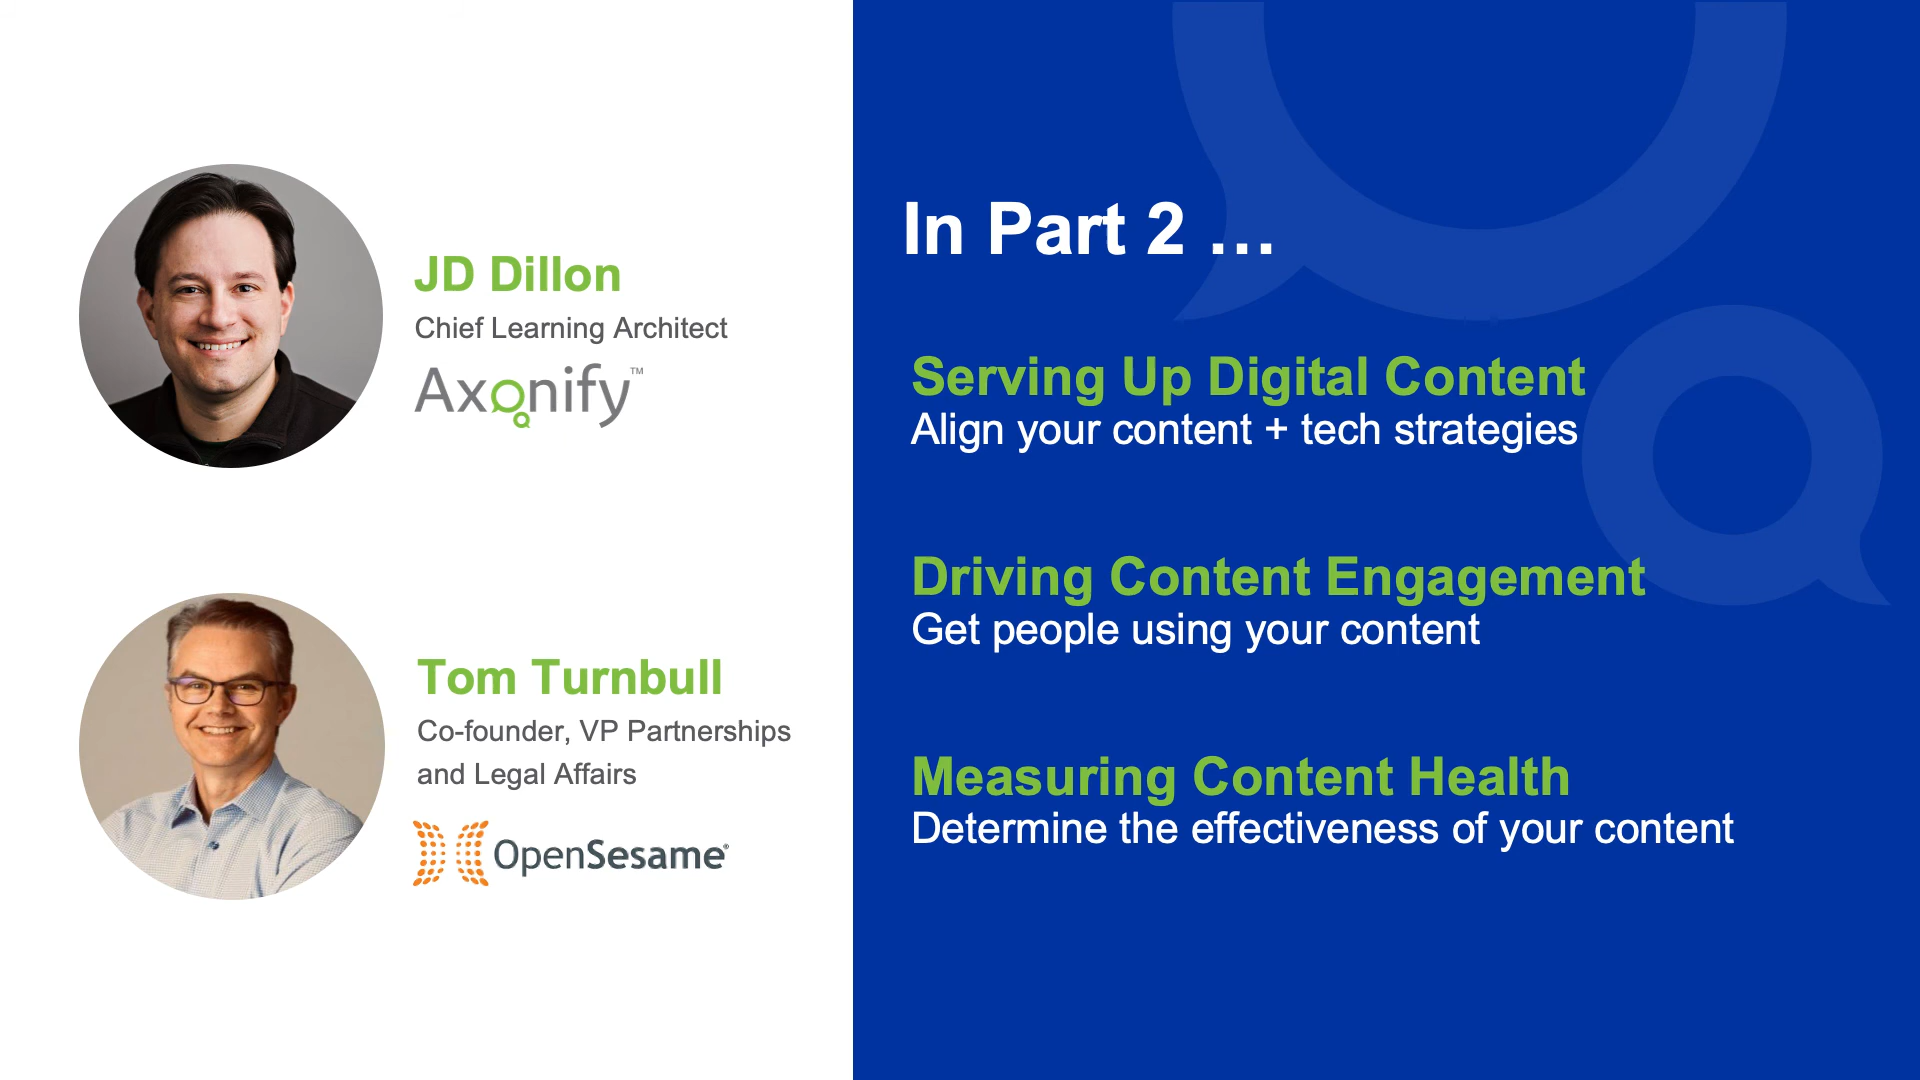 JD Dillon
Chief Learning Architect
Axonify™
Tom Turnbull
Co-founder, VP Partnerships
and Legal Affairs
OpenSesame®
In Part 2 …
Serving Up Digital Content
Align your content + tech strategies
Driving Content Engagement
Get people using your content
Measuring Content Health
Determine the effectiveness of your content